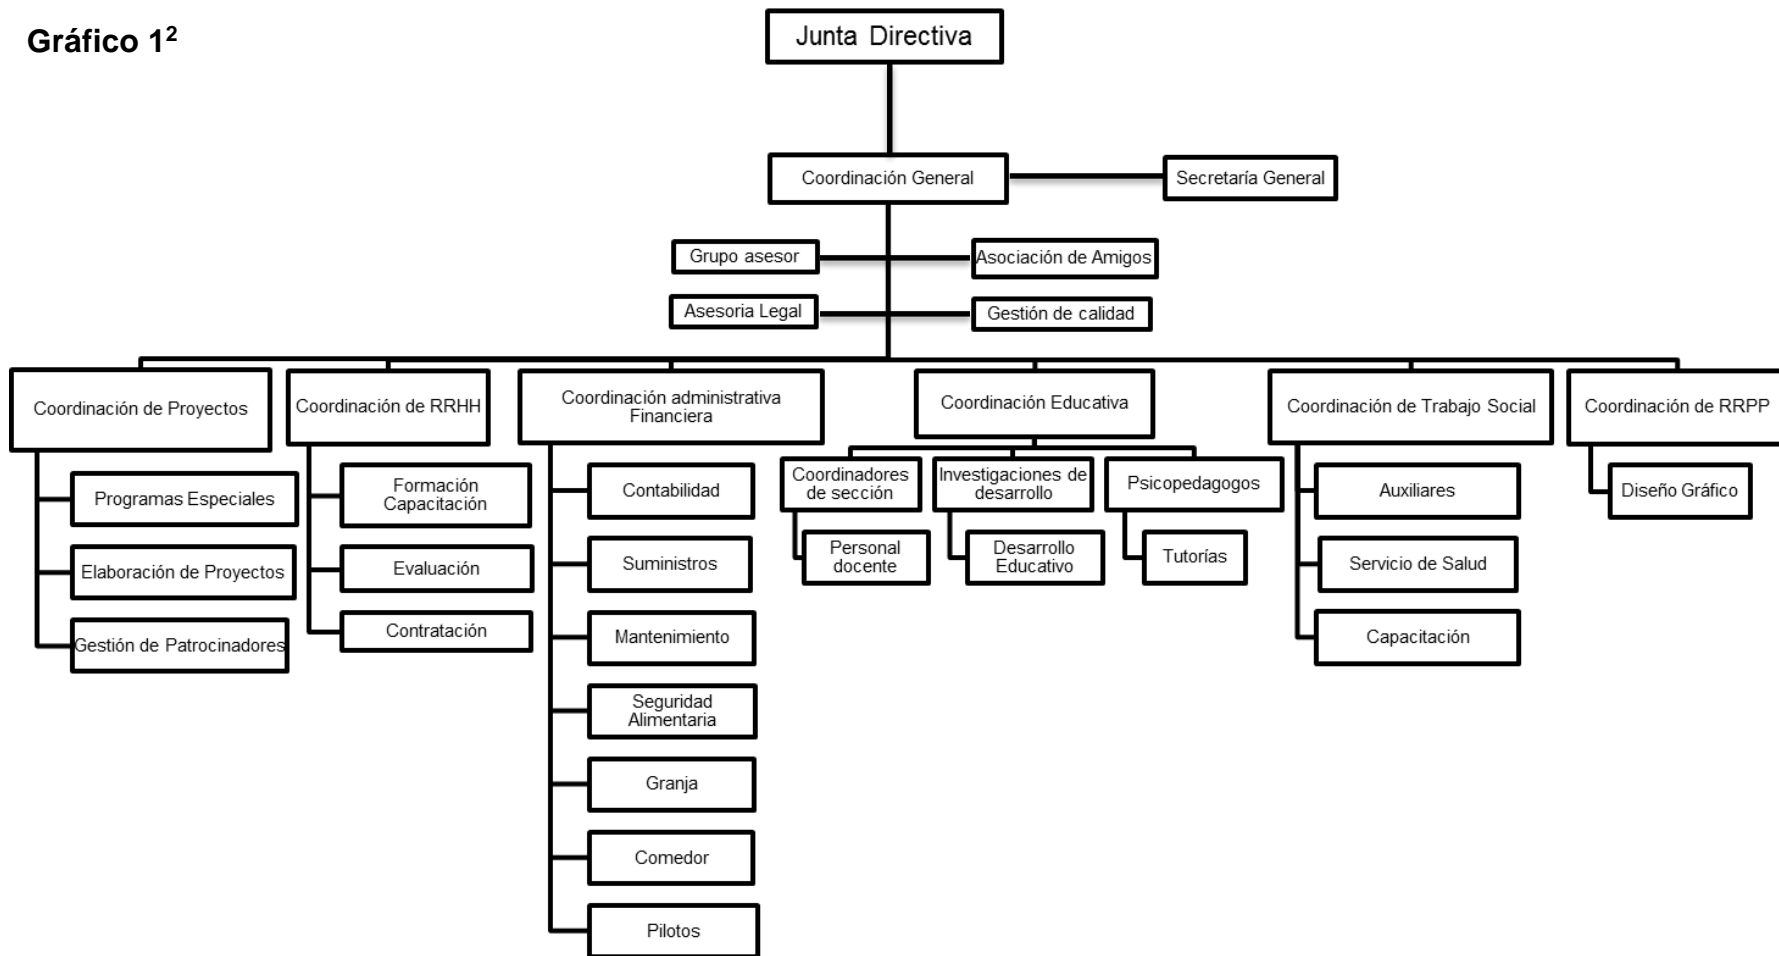 Gráfico 1²
Junta Directiva
Coordinación General
Secretaría General
Grupo asesor
Asociación de Amigos
Asesoria Legal
Gestión de calidad
Coordinación de Proyectos
Coordinación de RRHH
Coordinación administrativa
Financiera
Coordinación Educativa
Coordinación de Trabajo Social
Coordinación de RRPP
Programas Especiales
Elaboración de Proyectos
Gestión de Patrocinadores
Formación
Capacitación
Evaluación
Contratación
Contabilidad
Suministros
Mantenimiento
Seguridad
Alimentaria
Granja
Comedor
Pilotos
Coordinadores
de sección
Personal
docente
Investigaciones de
desarrollo
Desarrollo
Educativo
Psicopedagogos
Tutorías
Auxiliares
Servicio de Salud
Capacitación
Diseño Gráfico